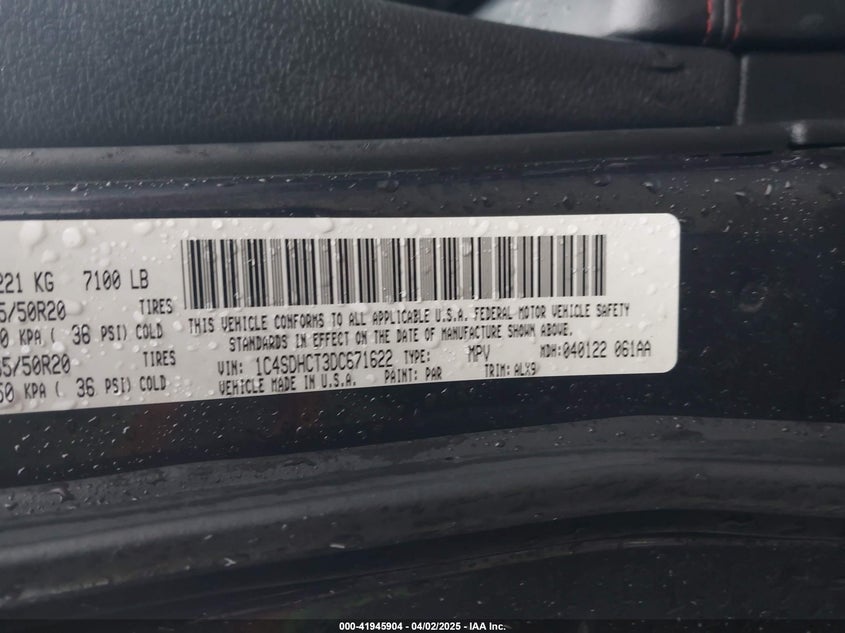 221 KG 7100 LB
5/50R20 TIRES
0 KPA ( 36 PSI) COLD
5/50R20 TIRES
50 KPA ( 36 PSI) COLD
THIS VEHICLE CONFORMS TO ALL APPLICABLE U.S.A. FEDERAL MOTOR VEHICLE SAFETY
STANDARDS IN EFFECT ON THE DATE OF MANUFACTURE SHOWN ABOVE.
VIN: 1C4SDHCT3DC671622 TYPE: MPV MDH: 040122 061AA
VEHICLE MADE IN U.S.A. PAINT: PAR TRIM: ALX9
000-41945904 - 04/02/2025 - IAA Inc.